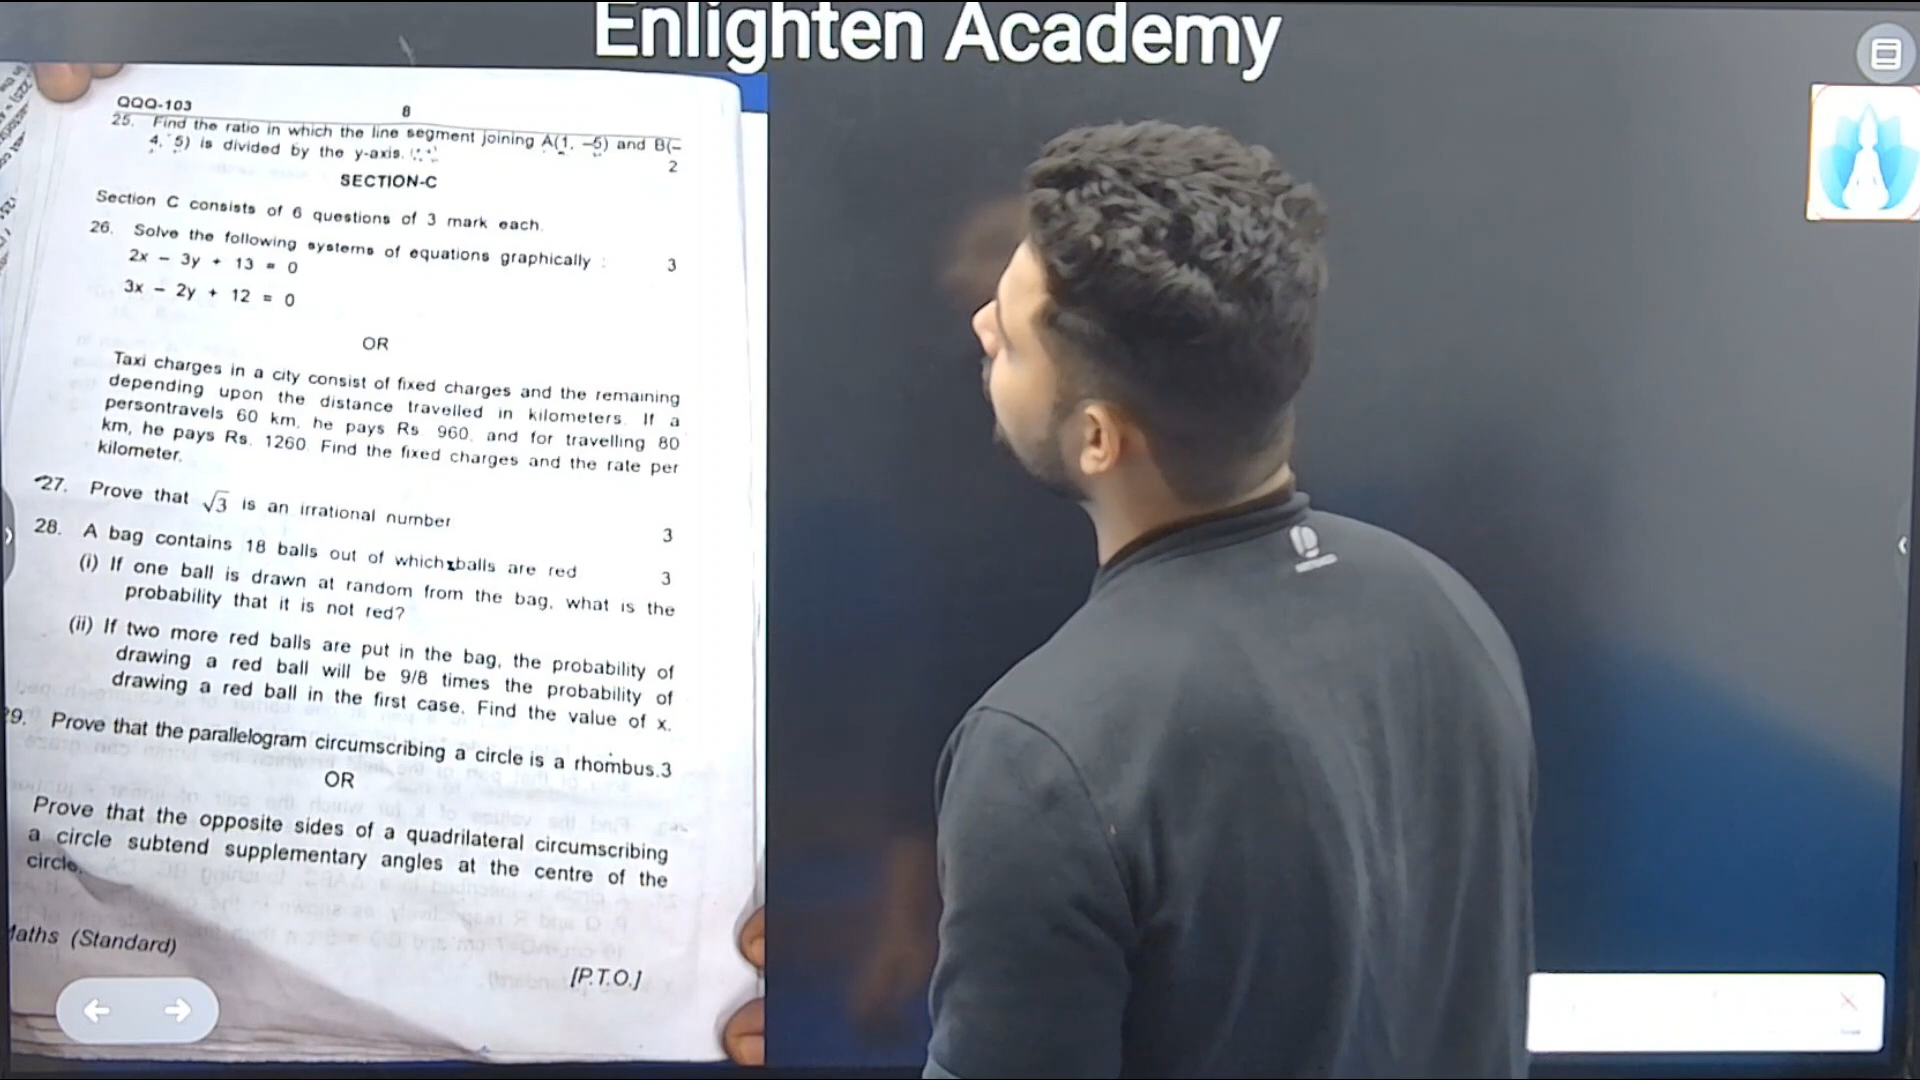 Enlighten Academy
QQQ-103
8
25. Find the ratio in which the line segment joining A(1, –5) and B(–
4, 5) is divided by the y-axis.
2
SECTION-C
Section C consists of 6 questions of 3 mark each.
26. Solve the following systems of equations graphically :
3
2x – 3y + 13 = 0
3x – 2y + 12 = 0
OR
Taxi charges in a city consist of fixed charges and the remaining
depending upon the distance travelled in kilometers. If a
persontravels 60 km, he pays Rs 960, and for travelling 80
km, he pays Rs. 1260. Find the fixed charges and the rate per
kilometer.
27. Prove that √3 is an irrational number
3
28. A bag contains 18 balls out of which x balls are red
3
(i) If one ball is drawn at random from the bag, what is the
probability that it is not red?
(ii) If two more red balls are put in the bag, the probability of
drawing a red ball will be 9/8 times the probability of
drawing a red ball in the first case. Find the value of x.
29. Prove that the parallelogram circumscribing a circle is a rhombus.3
OR
Prove that the opposite sides of a quadrilateral circumscribing
a circle subtend supplementary angles at the centre of the
circle.
Maths (Standard)
[P.T.O.]